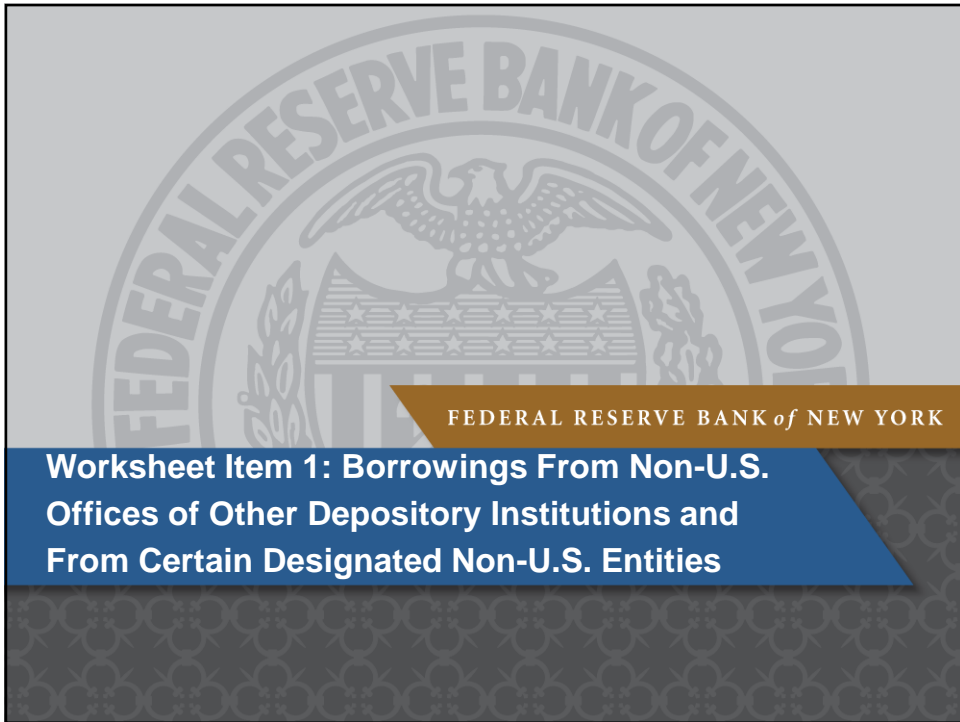 FEDERAL RESERVE BANK OF NEW YOR
FEDERAL RESERVE BANK of NEW YORK
Worksheet Item 1: Borrowings From Non-U.S.
Offices of Other Depository Institutions and
From Certain Designated Non-U.S. Entities